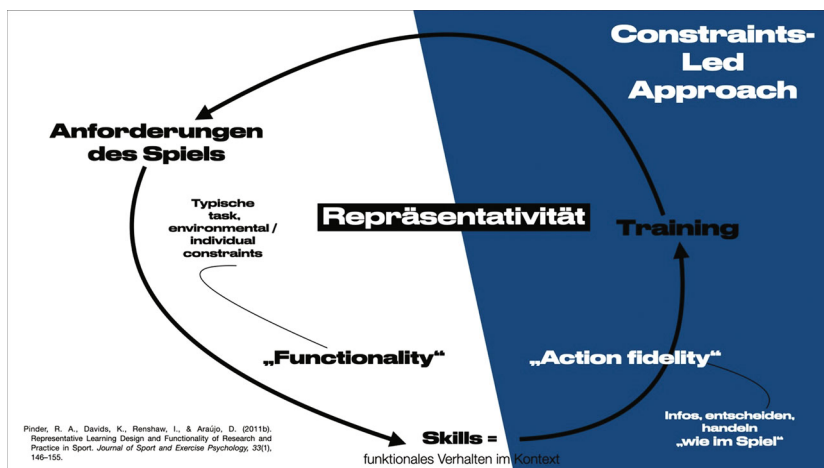 Constraints-
Led
Approach
Anforderungen
des Spiels
Typische
task,
environmental /
individual
constraints
Repräsentativität
Training
„Functionality“
„Action fidelity“
Infos, entscheiden,
handeln
„wie im Spiel“
Skills =
funktionales Verhalten im Kontext
Pinder, R. A., Davids, K., Renshaw, I., & Araújo, D. (2011b).
Representative Learning Design and Functionality of Research and
Practice in Sport. Journal of Sport and Exercise Psychology, 33(1),
146–155.